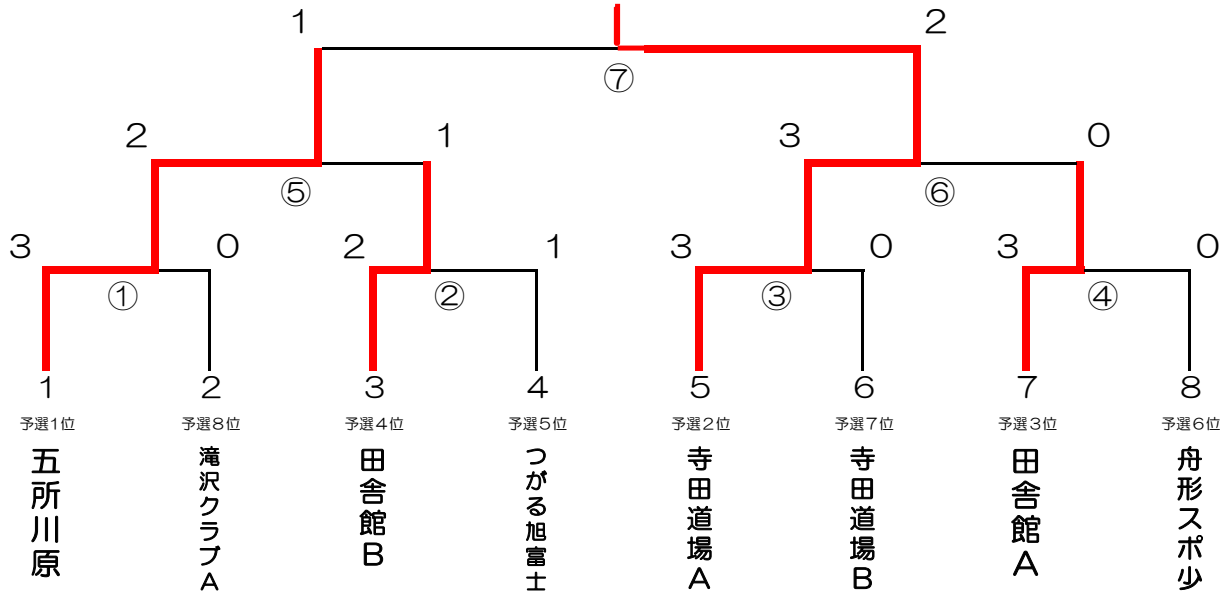 １ ２
⑦
２ １ ３ ０
⑤ ⑥
３ ０ ２ １ ３ ０ ３ ０
① ② ③ ④
１ ２ ３ ４ ５ ６ ７ ８
予選１位 予選８位 予選４位 予選５位 予選２位 予選７位 予選３位 予選６位
五所川原
滝沢クラブＡ
田舎館Ｂ
つがる旭富士
寺田道場Ａ
寺田道場Ｂ
田舎館Ａ
舟形スポ少